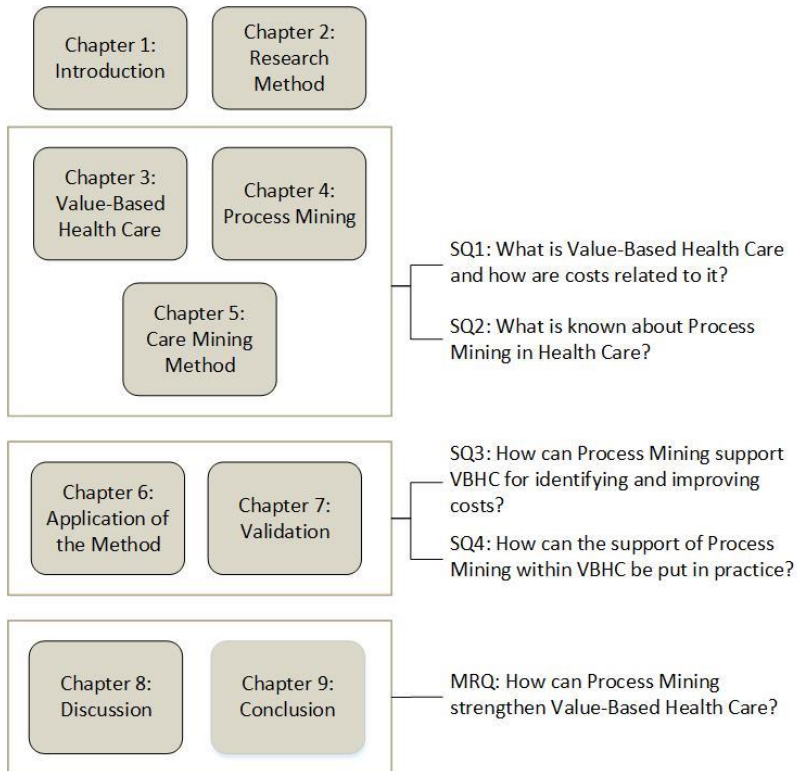 Chapter 1:
Introduction
Chapter 2:
Research
Method
Chapter 3:
Value-Based
Health Care
Chapter 4:
Process Mining
Chapter 5:
Care Mining
Method
SQ1: What is Value-Based Health Care
and how are costs related to it?
SQ2: What is known about Process
Mining in Health Care?
Chapter 6:
Application of
the Method
Chapter 7:
Validation
SQ3: How can Process Mining support
VBHC for identifying and improving
costs?
SQ4: How can the support of Process
Mining within VBHC be put in practice?
Chapter 8:
Discussion
Chapter 9:
Conclusion
MRQ: How can Process Mining
strengthen Value-Based Health Care?